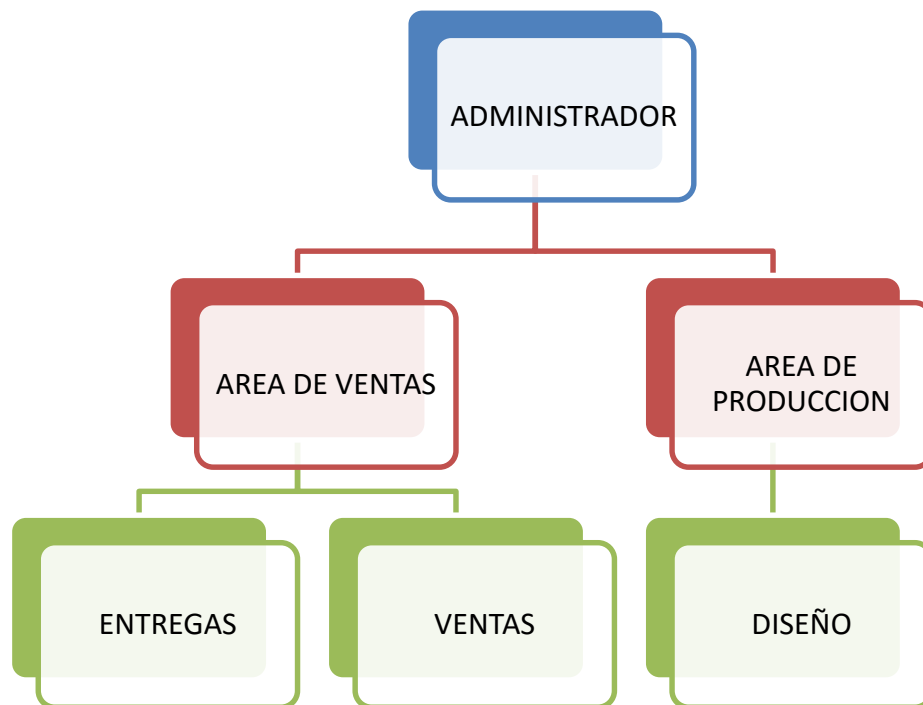 ADMINISTRADOR
AREA DE VENTAS
AREA DE
PRODUCCION
ENTREGAS
VENTAS
DISEÑO